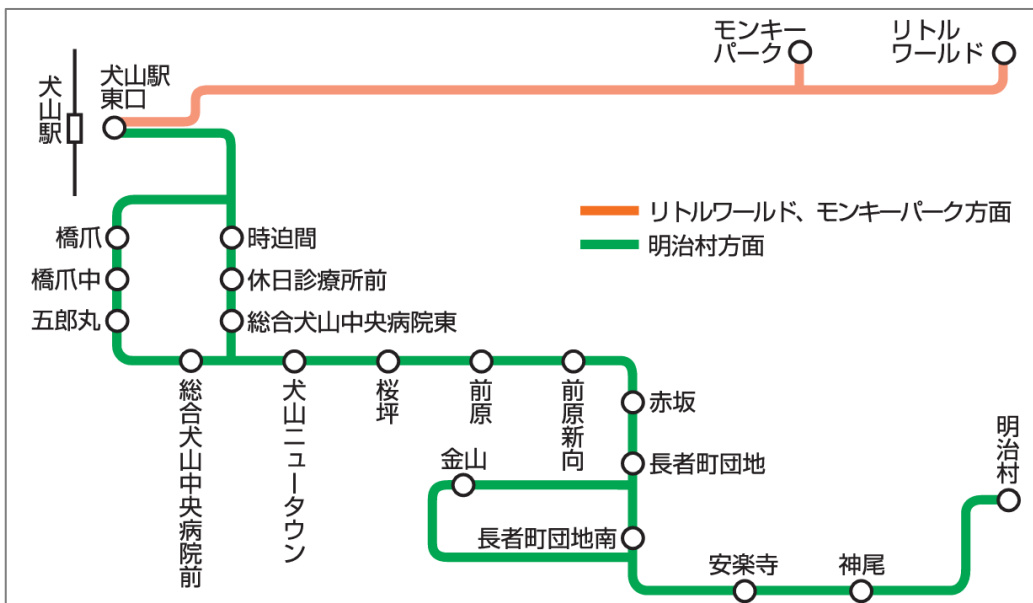 モンキー
パーク
リトル
ワールド
犬山駅
犬山駅
東口
リトルワールド、モンキーパーク方面
明治村方面
橋爪
時迫間
橋爪中
休日診療所前
五郎丸
総合犬山中央病院東
総合犬山中央病院前
犬山ニュータウン
桜坪
前原
前原新向
赤坂
金山
長者町団地
明治村
長者町団地南
安楽寺
神尾